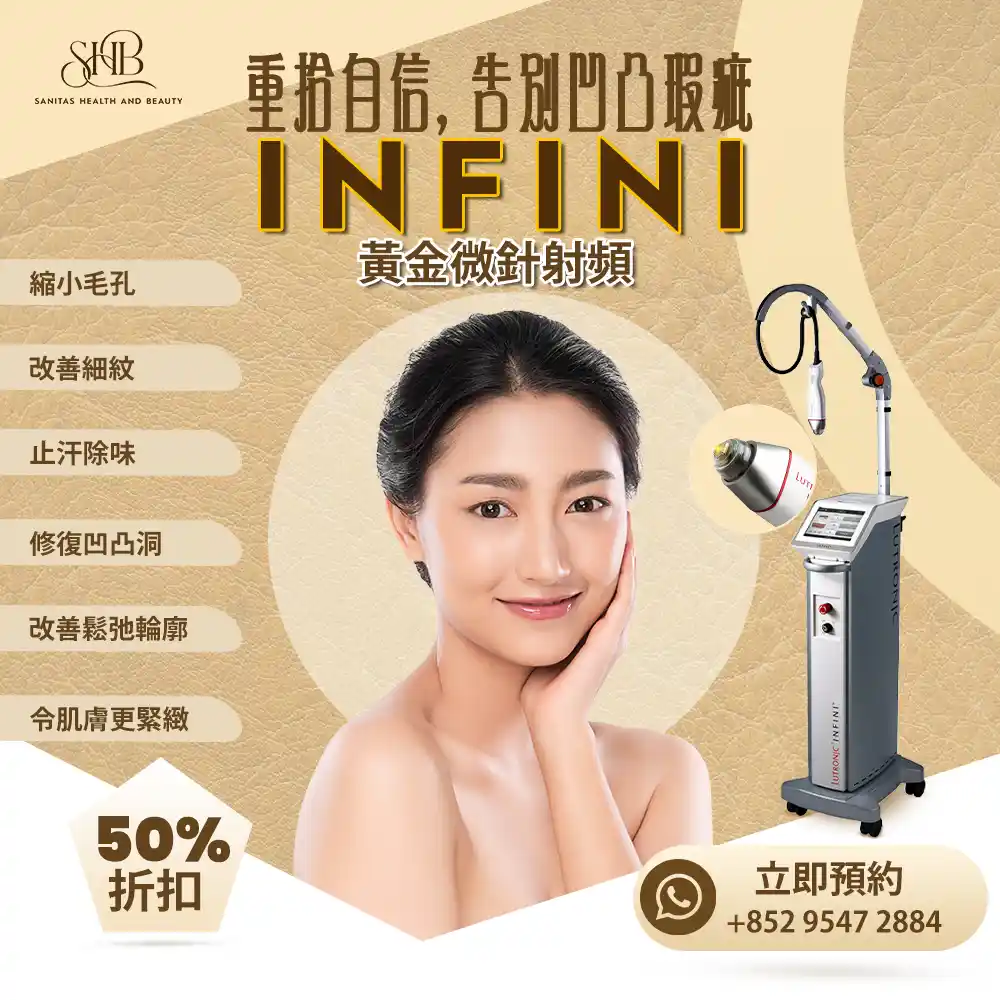 SHB
SANITAS HEALTH AND BEAUTY
重拾自信, 告別凹凸瑕疵
INFINI
黃金微針射頻
縮小毛孔
改善細紋
止汗除味
修復凹凸洞
改善鬆弛輪廓
令肌膚更緊緻
LUTR
LUTRONIC
LUTRONIC INFINI
50%
折扣
立即預約
+852 9547 2884